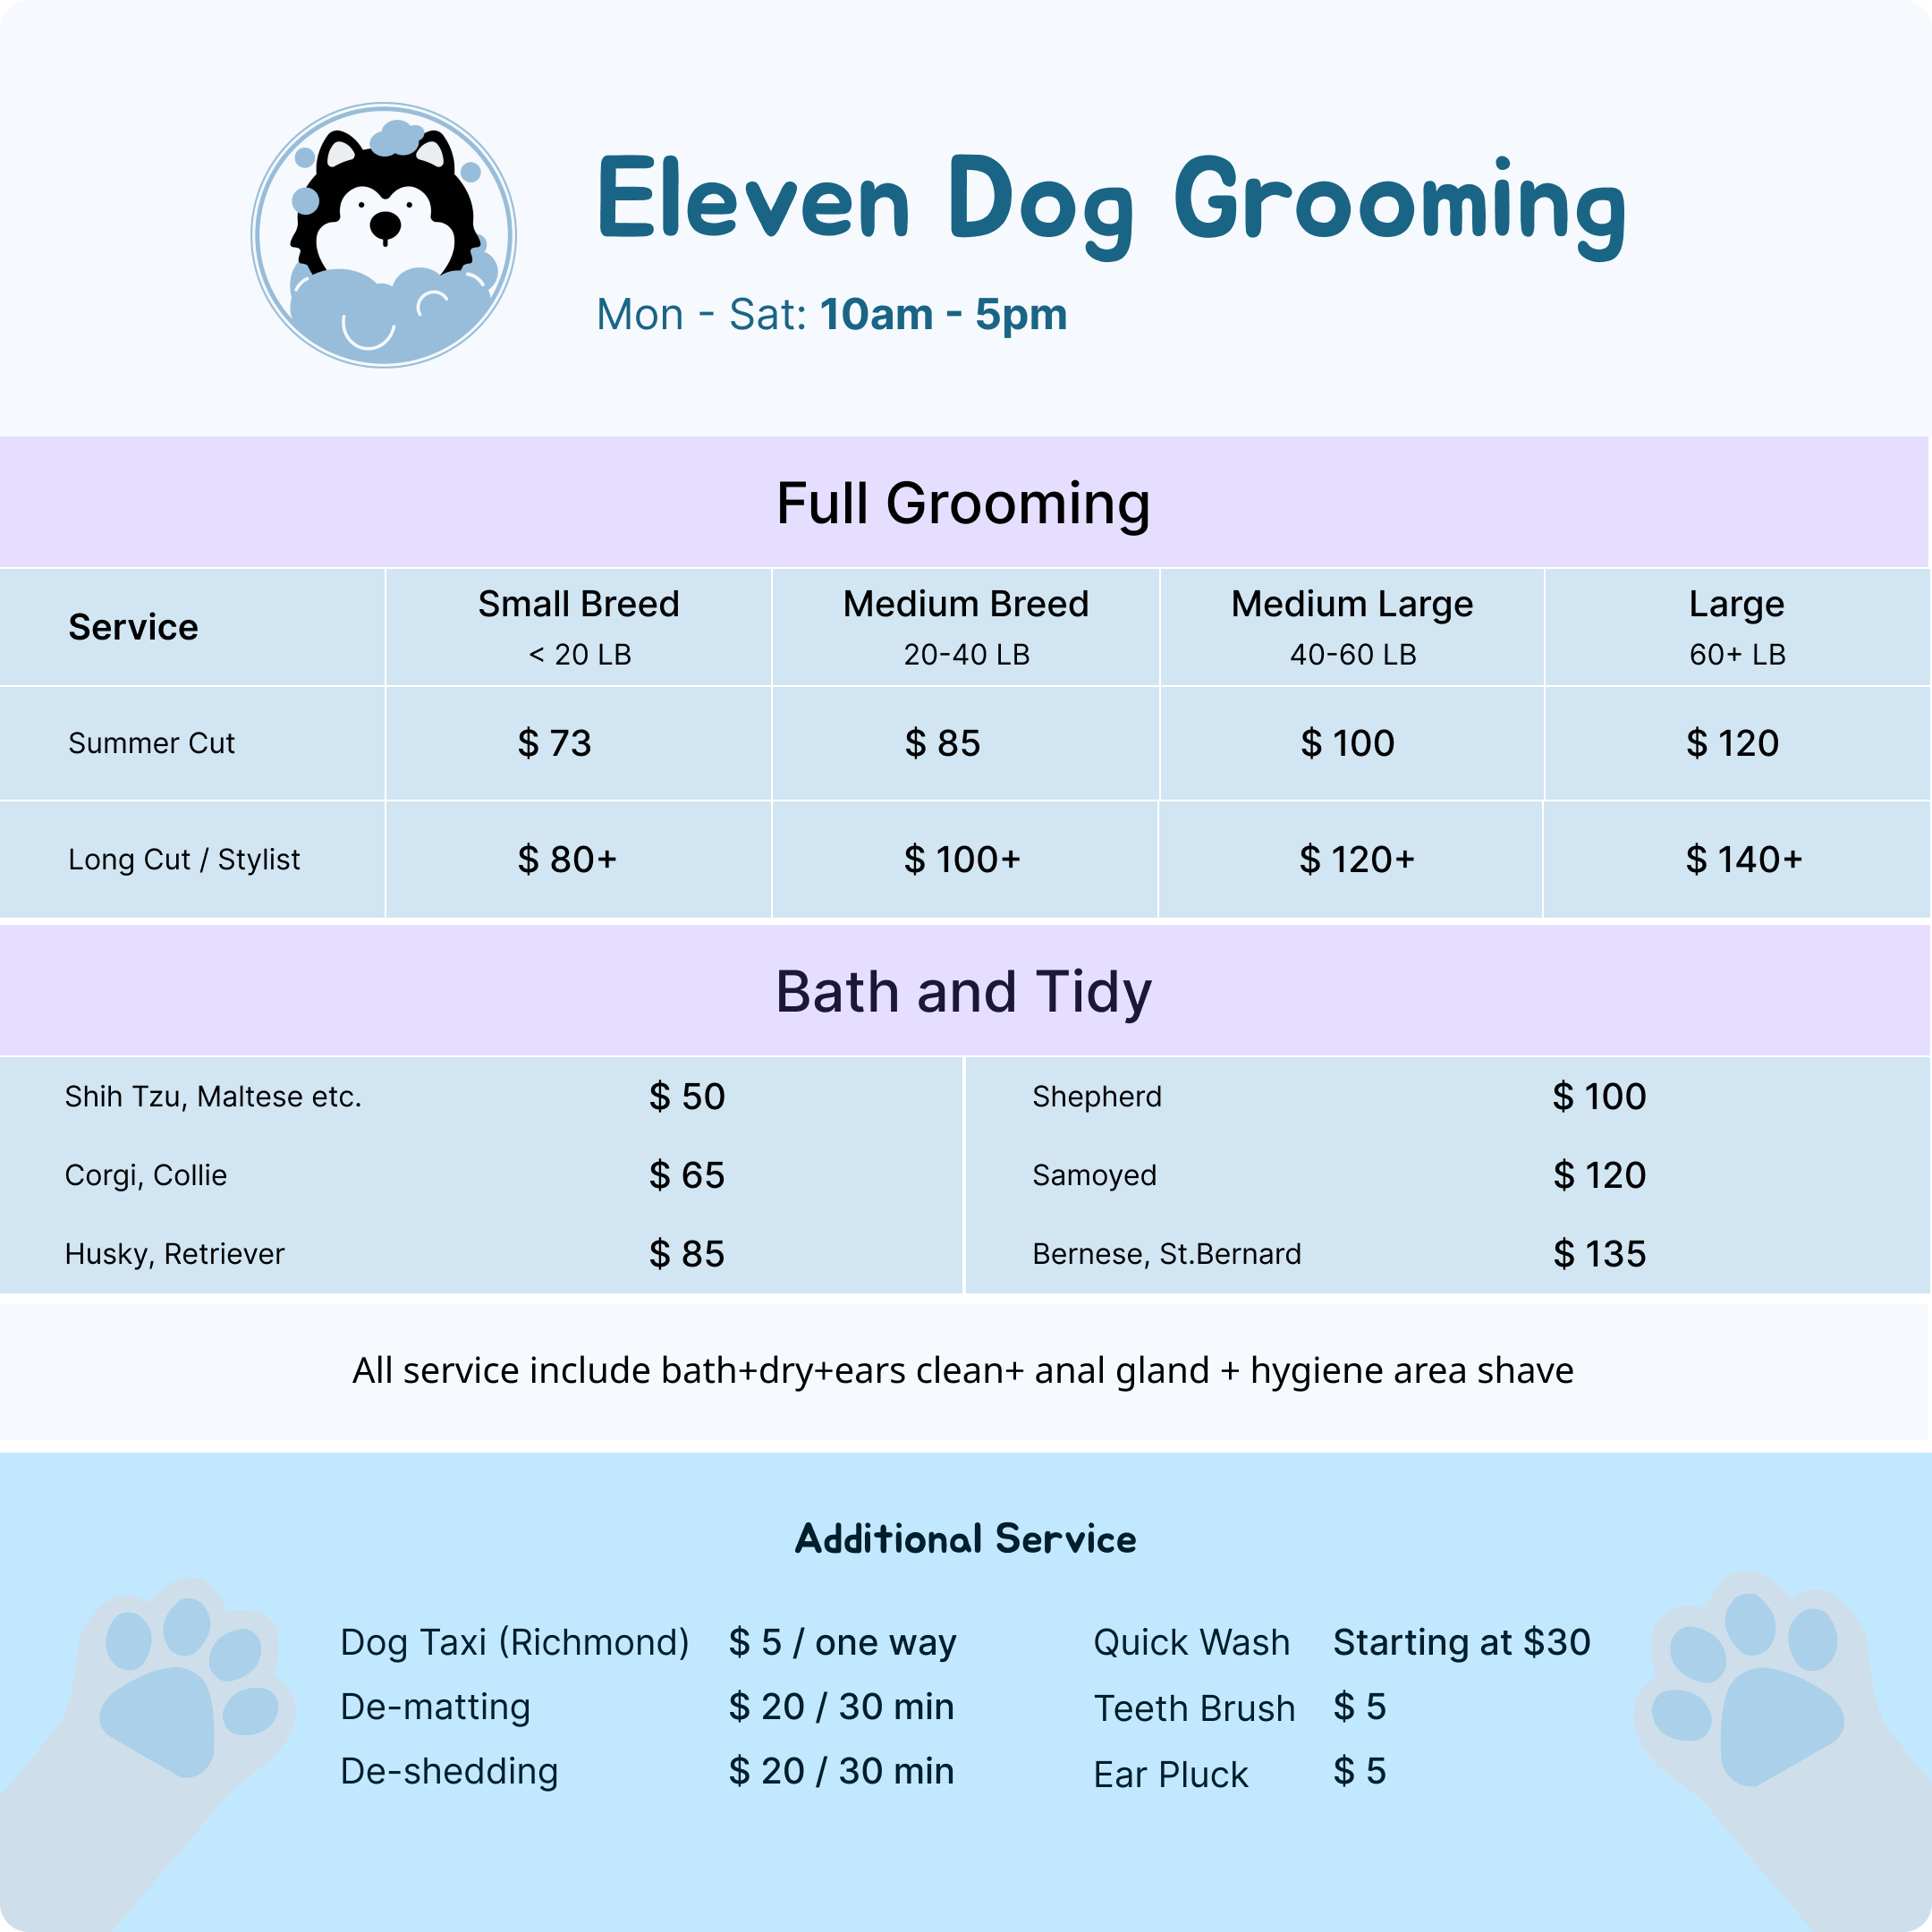 Eleven Dog Grooming
Mon - Sat: 10am - 5pm
Full Grooming
Service
Small Breed
< 20 LB
Medium Breed
20-40 LB
Medium Large
40-60 LB
Large
60+ LB
Summer Cut
$ 73
$ 85
$ 100
$ 120
Long Cut / Stylist
$ 80+
$ 100+
$ 120+
$ 140+
Bath and Tidy
Shih Tzu, Maltese etc.
$ 50
Corgi, Collie
$ 65
Husky, Retriever
$ 85
Shepherd
$ 100
Samoyed
$ 120
Bernese, St.Bernard
$ 135
All service include bath+dry+ears clean+ anal gland + hygiene area shave
Additional Service
Dog Taxi (Richmond)
$ 5 / one way
De-matting
$ 20 / 30 min
De-shedding
$ 20 / 30 min
Quick Wash
Starting at $30
Teeth Brush
$ 5
Ear Pluck
$ 5